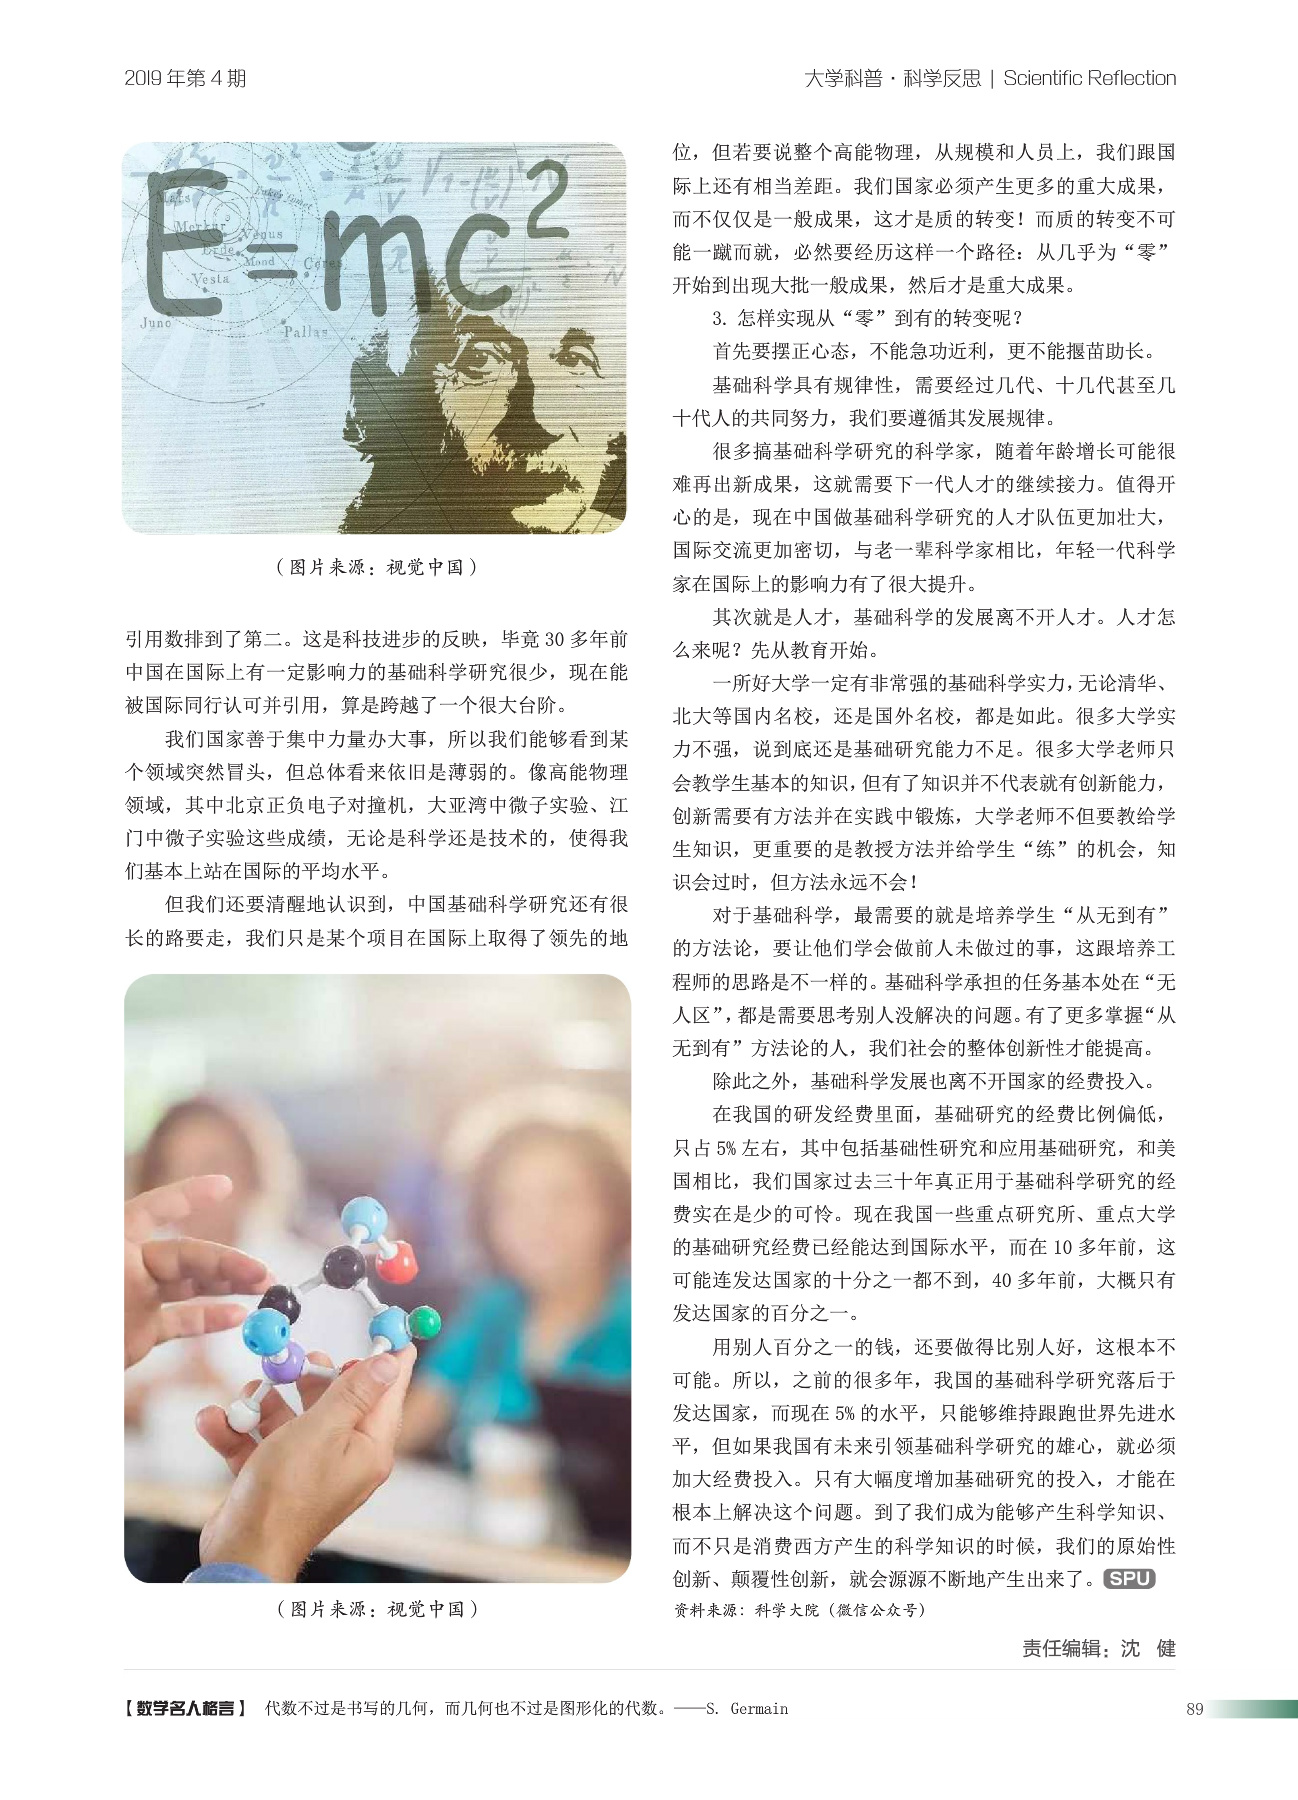 2019 年第 4 期
大学科普·科学反思 | Scientific Reflection
E=mc²
Mars
Merkur
Venus
Erde
Mond
Ceres
Vesta
Juno
Pallas
（图片来源：视觉中国）
引用数排到了第二。这是科技进步的反映，毕竟 30 多年前
中国在国际上有一定影响力的基础科学研究很少，现在能
被国际同行认可并引用，算是跨越了一个很大台阶。
我们国家善于集中力量办大事，所以我们能够看到某
个领域突然冒头，但总体看来依旧是薄弱的。像高能物理
领域，其中北京正负电子对撞机，大亚湾中微子实验、江
门中微子实验这些成绩，无论是科学还是技术的，使得我
们基本上站在国际的平均水平。
但我们还要清醒地认识到，中国基础科学研究还有很
长的路要走，我们只是某个项目在国际上取得了领先的地
（图片来源：视觉中国）
位，但若要说整个高能物理，从规模和人员上，我们跟国
际上还有相当差距。我们国家必须产生更多的重大成果，
而不仅仅是一般成果，这才是质的转变！而质的转变不可
能一蹴而就，必然要经历这样一个路径：从几乎为“零”
开始到出现大批一般成果，然后才是重大成果。
3. 怎样实现从“零”到有的转变呢？
首先要摆正心态，不能急功近利，更不能揠苗助长。
基础科学具有规律性，需要经过几代、十几代甚至几
十代人的共同努力，我们要遵循其发展规律。
很多搞基础科学研究的科学家，随着年龄增长可能很
难再出新成果，这就需要下一代人才的继续接力。值得开
心的是，现在中国做基础科学研究的人才队伍更加壮大，
国际交流更加密切，与老一辈科学家相比，年轻一代科学
家在国际上的影响力有了很大提升。
其次就是人才，基础科学的发展离不开人才。人才怎
么来呢？先从教育开始。
一所好大学一定有非常强的基础科学实力，无论清华、
北大等国内名校，还是国外名校，都是如此。很多大学实
力不强，说到底还是基础研究能力不足。很多大学老师只
会教学生基本的知识，但有了知识并不代表就有创新能力，
创新需要有方法并在实践中锻炼，大学老师不但要教给学
生知识，更重要的是教授方法并给学生“练”的机会，知
识会过时，但方法永远不会！
对于基础科学，最需要的就是培养学生“从无到有”
的方法论，要让他们学会做前人未做过的事，这跟培养工
程师的思路是不一样的。基础科学承担的任务基本处在“无
人区”，都是需要思考别人没解决的问题。有了更多掌握“从
无到有”方法论的人，我们社会的整体创新性才能提高。
除此之外，基础科学发展也离不开国家的经费投入。
在我国的研发经费里面，基础研究的经费比例偏低，
只占 5% 左右，其中包括基础性研究和应用基础研究，和美
国相比，我们国家过去三十年真正用于基础科学研究的经
费实在是少的可怜。现在我国一些重点研究所、重点大学
的基础研究经费已经能达到国际水平，而在 10 多年前，这
可能连发达国家的十分之一都不到，40 多年前，大概只有
发达国家的百分之一。
用别人百分之一的钱，还要做得比别人好，这根本不
可能。所以，之前的很多年，我国的基础科学研究落后于
发达国家，而现在 5% 的水平，只能够维持跟跑世界先进水
平，但如果我国有未来引领基础科学研究的雄心，就必须
加大经费投入。只有大幅度增加基础研究的投入，才能在
根本上解决这个问题。到了我们成为能够产生科学知识、
而不只是消费西方产生的科学知识的时候，我们的原始性
创新、颠覆性创新，就会源源不断地产生出来了。 SPU
资料来源：科学大院（微信公众号）
责任编辑：沈 健
【数学名人格言】 代数不过是书写的几何，而几何也不过是图形化的代数。——S. Germain
89